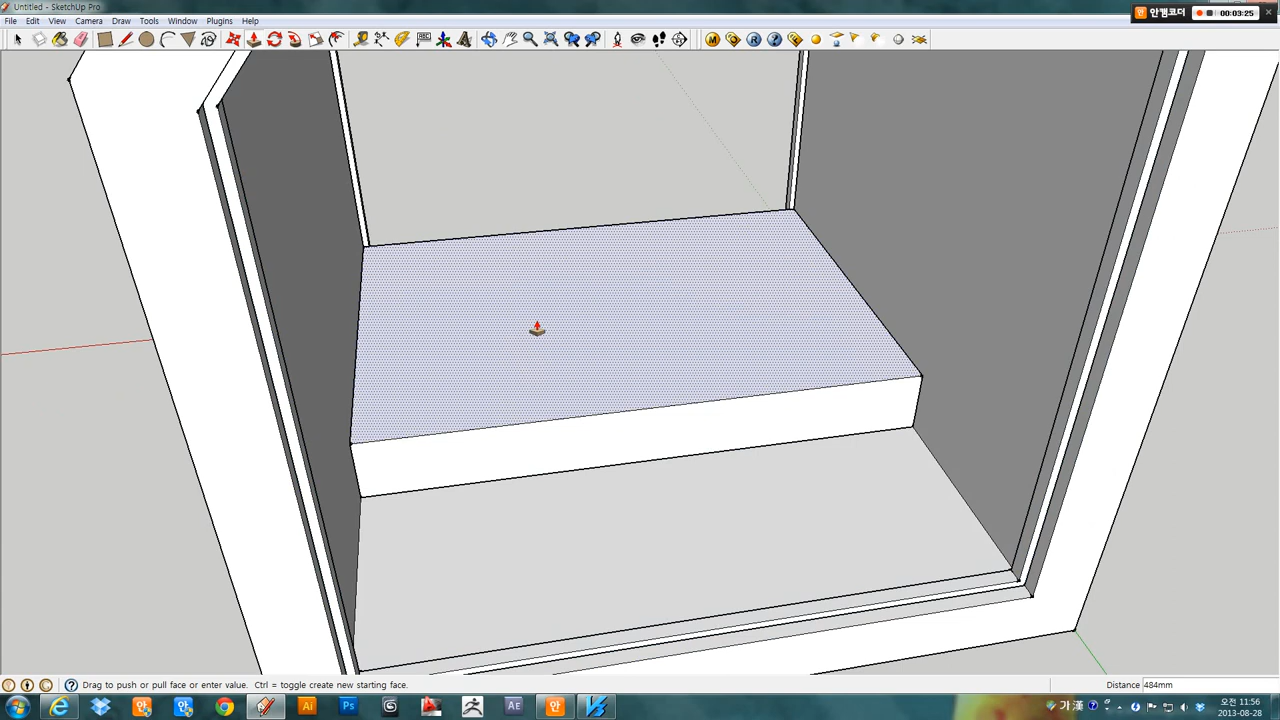 Untitled - SketchUp Pro
안캠코더
00:03:25
File Edit View Camera Draw Tools Window Plugins Help
Drag to push or pull face or enter value. Ctrl = toggle create new starting face.
Distance 484mm
가 漢
오전 11:56
2013-08-28